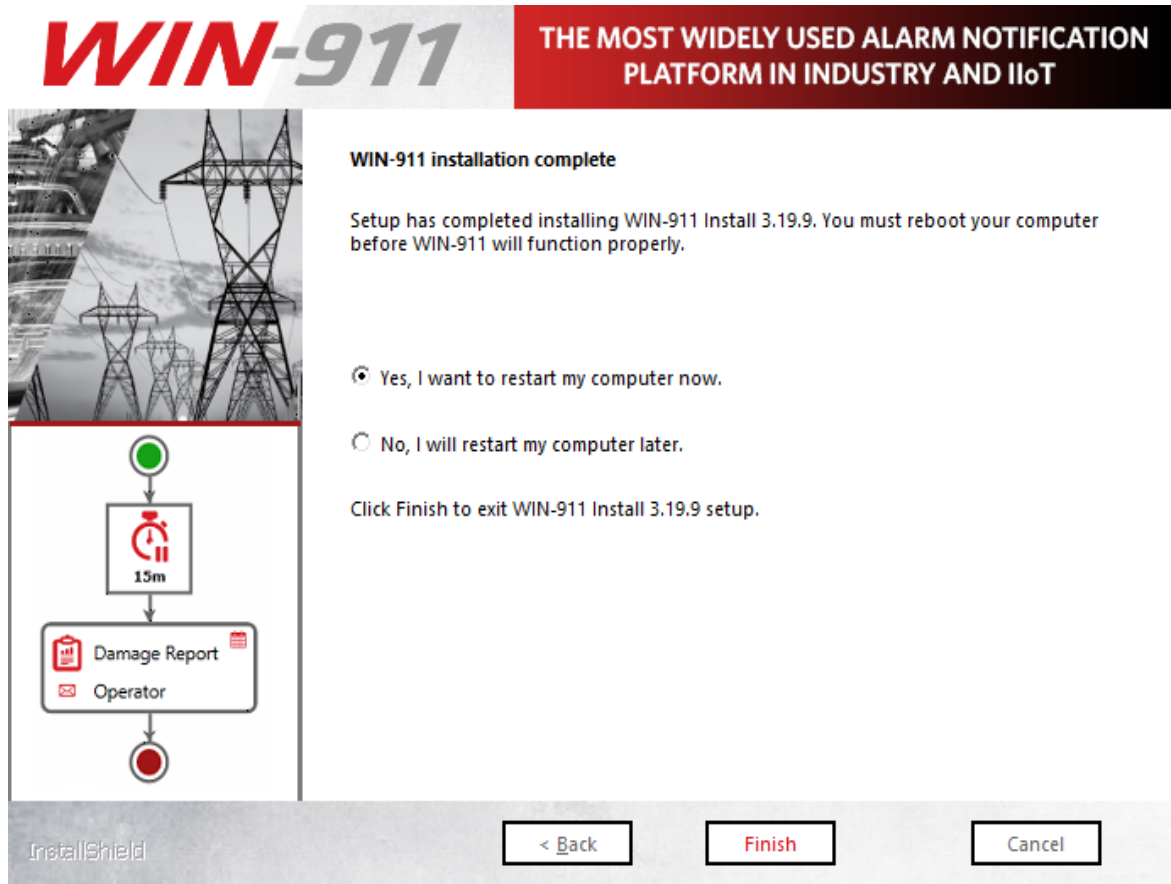 WIN-911
THE MOST WIDELY USED ALARM NOTIFICATION
PLATFORM IN INDUSTRY AND IIoT
WIN-911 installation complete
Setup has completed installing WIN-911 Install 3.19.9. You must reboot your computer
before WIN-911 will function properly.
Yes, I want to restart my computer now.
No, I will restart my computer later.
Click Finish to exit WIN-911 Install 3.19.9 setup.
15m
Damage Report
Operator
InstallShield
< Back
Finish
Cancel